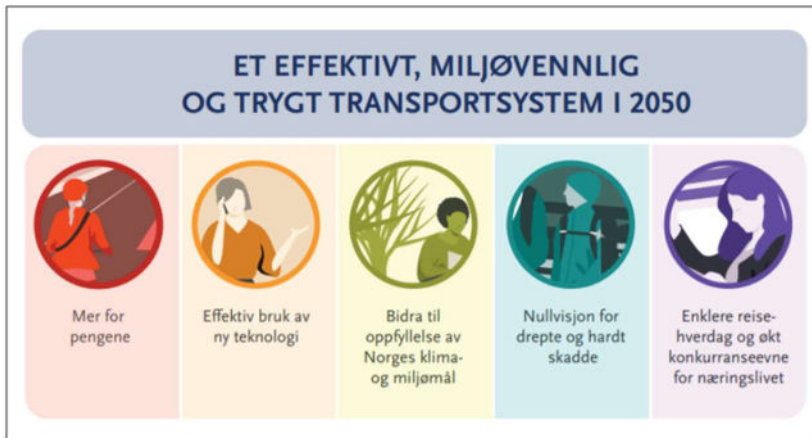 ET EFFEKTIVT, MILJØVENNLIG
OG TRYGT TRANSPORTSYSTEM I 2050
Mer for
pengene
Effektiv bruk av
ny teknologi
Bidra til
oppfyllelse av
Norges klima-
og miljømål
Nullvisjon for
drepte og hardt
skadde
Enklere reise-
hverdag og økt
konkurranseevne
for næringslivet